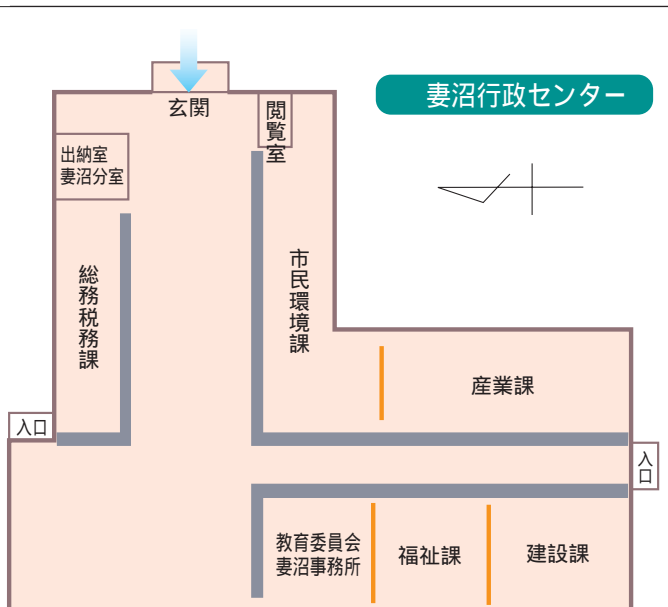 妻沼行政センター
玄関
閲覧室
出納室
妻沼分室
総務税務課
市民環境課
産業課
入口
入口
教育委員会
妻沼事務所
福祉課
建設課